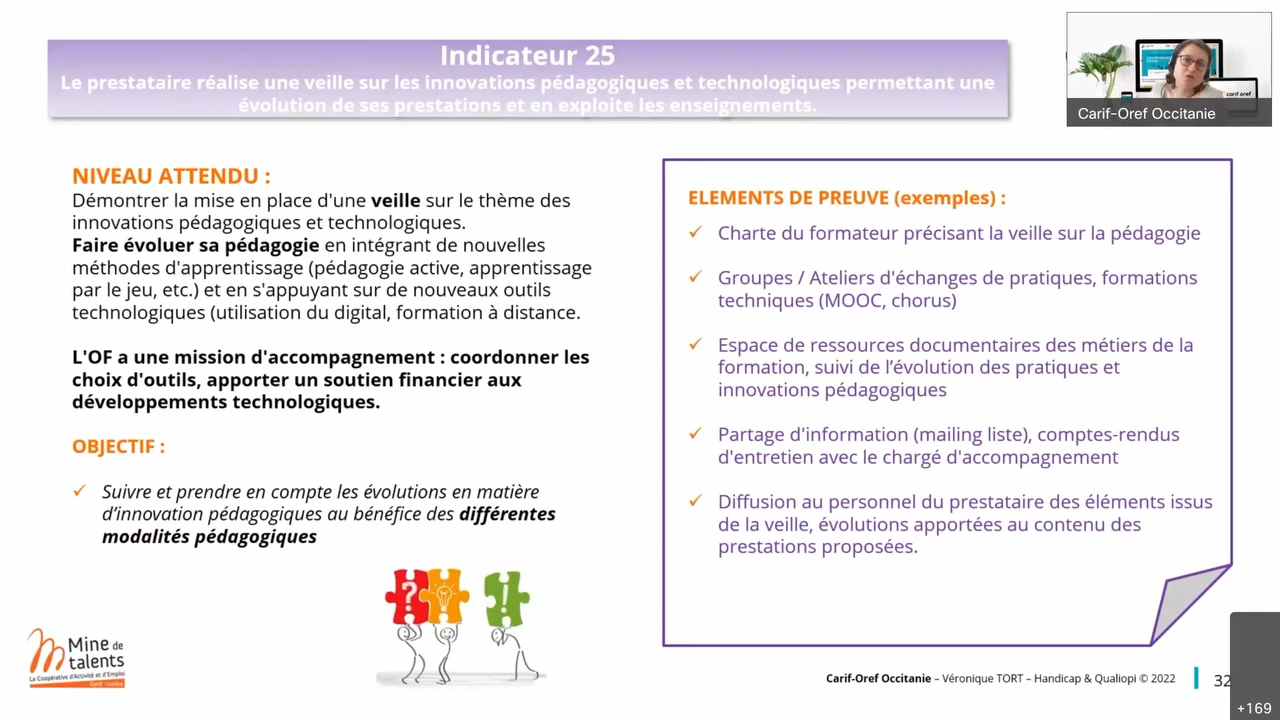 Indicateur 25
Le prestataire réalise une veille sur les innovations pédagogiques et technologiques permettant une
évolution de ses prestations et en exploite les enseignements.
carif oref
Carif-Oref Occitanie
NIVEAU ATTENDU :
Démontrer la mise en place d'une veille sur le thème des
innovations pédagogiques et technologiques.
Faire évoluer sa pédagogie en intégrant de nouvelles
méthodes d'apprentissage (pédagogie active, apprentissage
par le jeu, etc.) et en s'appuyant sur de nouveaux outils
technologiques (utilisation du digital, formation à distance.
L'OF a une mission d'accompagnement : coordonner les
choix d'outils, apporter un soutien financier aux
développements technologiques.
OBJECTIF :
Suivre et prendre en compte les évolutions en matière
d’innovation pédagogiques au bénéfice des différentes
modalités pédagogiques
ELEMENTS DE PREUVE (exemples) :
Charte du formateur précisant la veille sur la pédagogie
Groupes / Ateliers d'échanges de pratiques, formations
techniques (MOOC, chorus)
Espace de ressources documentaires des métiers de la
formation, suivi de l’évolution des pratiques et
innovations pédagogiques
Partage d'information (mailing liste), comptes-rendus
d'entretien avec le chargé d'accompagnement
Diffusion au personnel du prestataire des éléments issus
de la veille, évolutions apportées au contenu des
prestations proposées.
? !
Mine de
talents
La Coopérative d'Activité et d'Emploi
Gard - Lozère
Carif-Oref Occitanie – Véronique TORT – Handicap & Qualiopi © 2022
32
+169